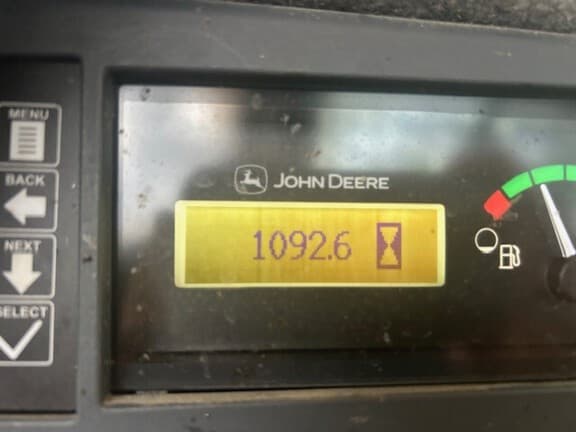 MENU
BACK
NEXT
SELECT
JOHN DEERE
1092.6